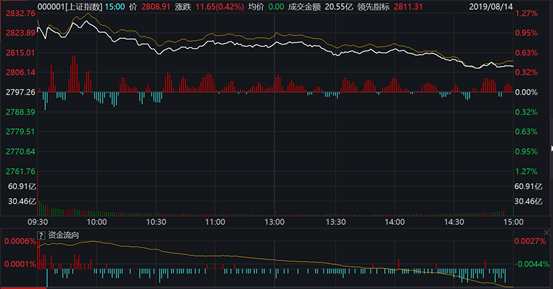 000001[上证指数] 15:00 价 2808.91 涨跌 11.65(0.42%) 均价 0.00 成交金额 20.55亿 领先指标 2811.31 2019/08/14
2832.76 1.27%
2823.89 0.95%
2815.01 0.63%
2806.14 0.32%
2797.26 0.00%
2788.39 0.32%
2779.51 0.63%
2770.64 0.95%
2761.76 1.27%
60.91亿 60.91亿
30.46亿 30.46亿
09:30 10:00 10:30 11:00 13:00 13:30 14:00 14:30 15:00
? 资金流向
0.0006% 0.0027%
0.0001% -0.0044%